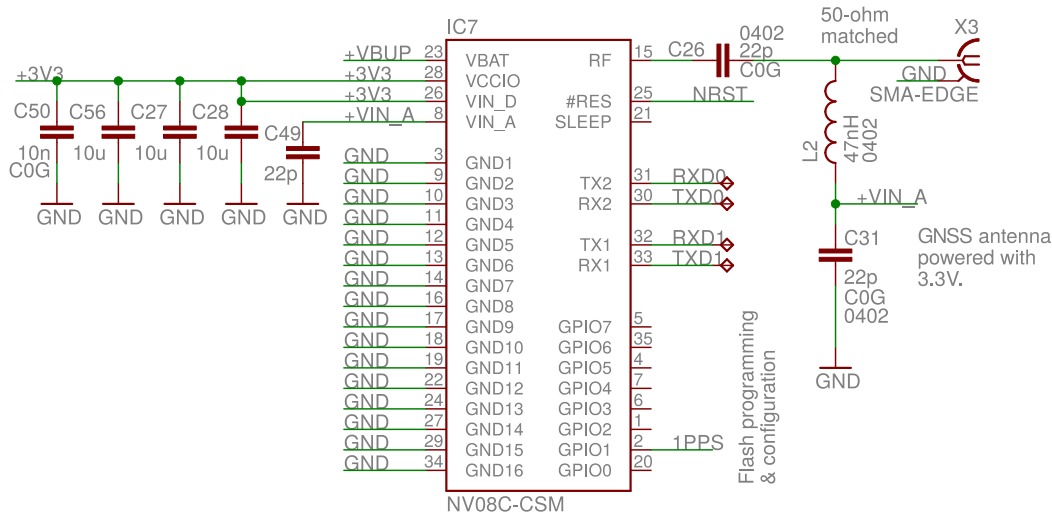 IC7
+VBUP 23 VBAT
+3V3 +3V3 28 VCCIO
+3V3 26 VIN_D
+VIN_A 8 VIN_A
RF 15 C26 0402
22p
C0G
50-ohm
matched
X3
GND
SMA-EDGE
#RES 25 NRST
SLEEP 21
C50 C56 C27 C28 C49
10n 10u 10u 10u 22p
C0G
GND GND GND GND GND
GND 3 GND1
GND 9 GND2
GND 10 GND3
GND 11 GND4
GND 12 GND5
GND 13 GND6
GND 14 GND7
GND 16 GND8
GND 17 GND9
GND 18 GND10
GND 19 GND11
GND 22 GND12
GND 24 GND13
GND 27 GND14
GND 29 GND15
GND 34 GND16
TX2 31 RXD0
RX2 30 TXD0
TX1 32 RXD1
RX1 33 TXD1
GPIO7 5
GPIO6 35
GPIO5 4
GPIO4 7
GPIO3 6
GPIO2 1
GPIO1 2 1PPS
GPIO0 20
NV08C-CSM
Flash programming
& configuration
L2
47nH
0402
+VIN_A
C31
22p
C0G
0402
GND
GNSS antenna
powered with
3.3V.